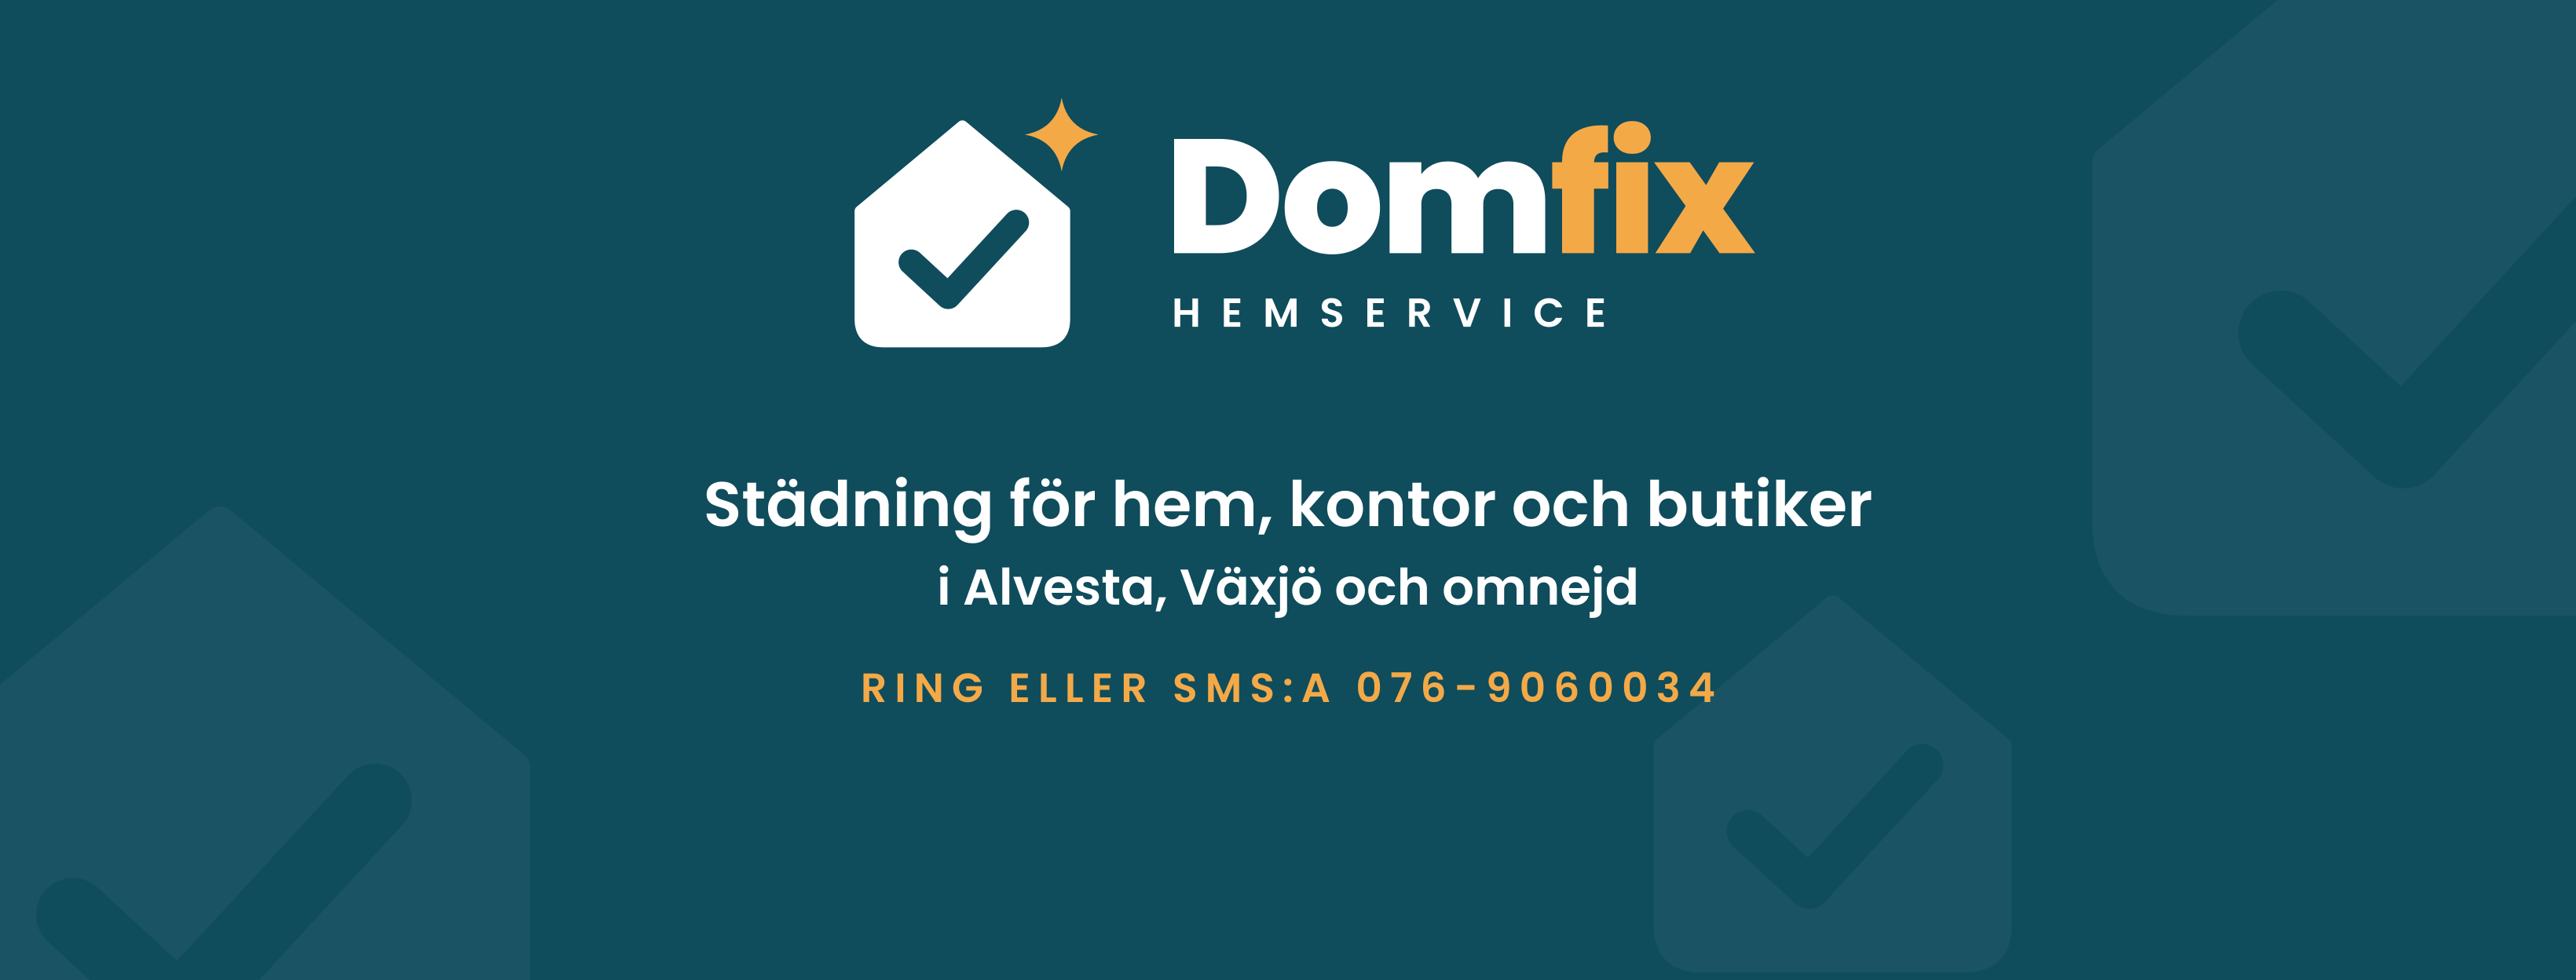 Domfix
HEMSERVICE
Städning för hem, kontor och butiker
i Alvesta, Växjö och omnejd
RING ELLER SMS:A 076-9060034